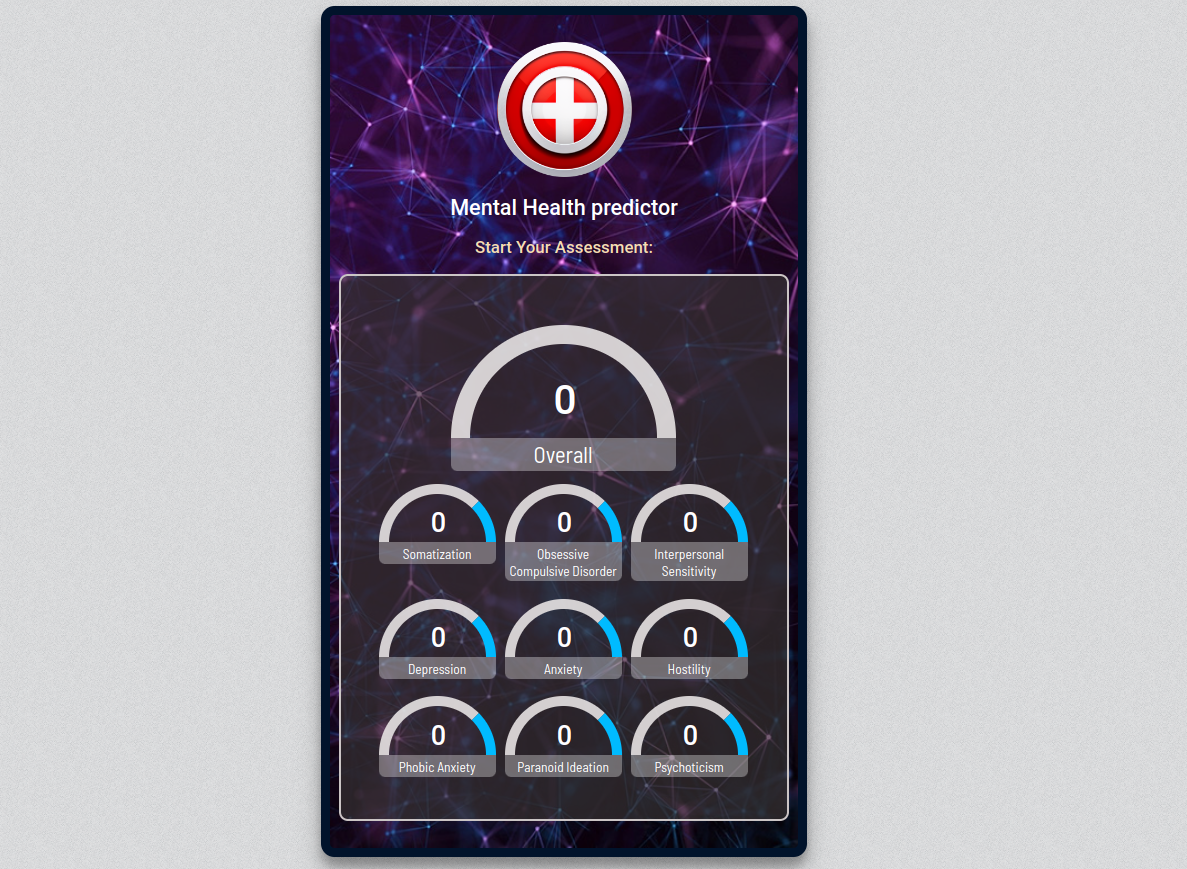 Mental Health predictor
Start Your Assessment:
0
Overall
0
0
0
Somatization
Obsessive
Compulsive Disorder
Interpersonal
Sensitivity
0
0
0
Depression
Anxiety
Hostility
0
0
0
Phobic Anxiety
Paranoid Ideation
Psychoticism